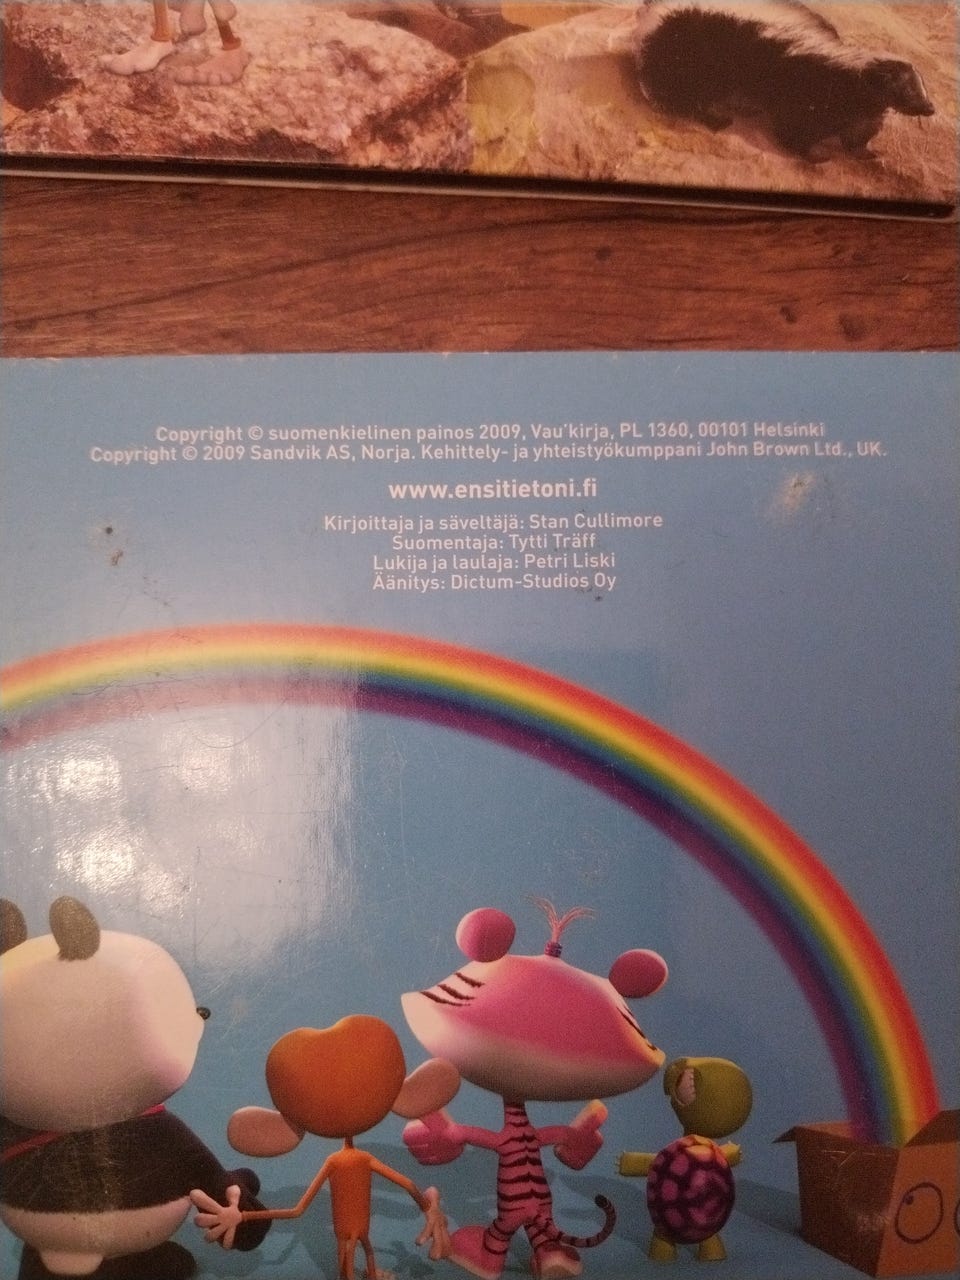 Copyright © suomenkielinen painos 2009, Vau'kirja, PL 1360, 00101 Helsinki
Copyright © 2009 Sandvik AS, Norja. Kehittely- ja yhteistyökumppani John Brown Ltd., UK.
www.ensitietoni.fi
Kirjoittaja ja säveltäjä: Stan Cullimore
Suomentaja: Tytti Träff
Lukija ja laulaja: Petri Liski
Äänitys: Dictum-Studios Oy